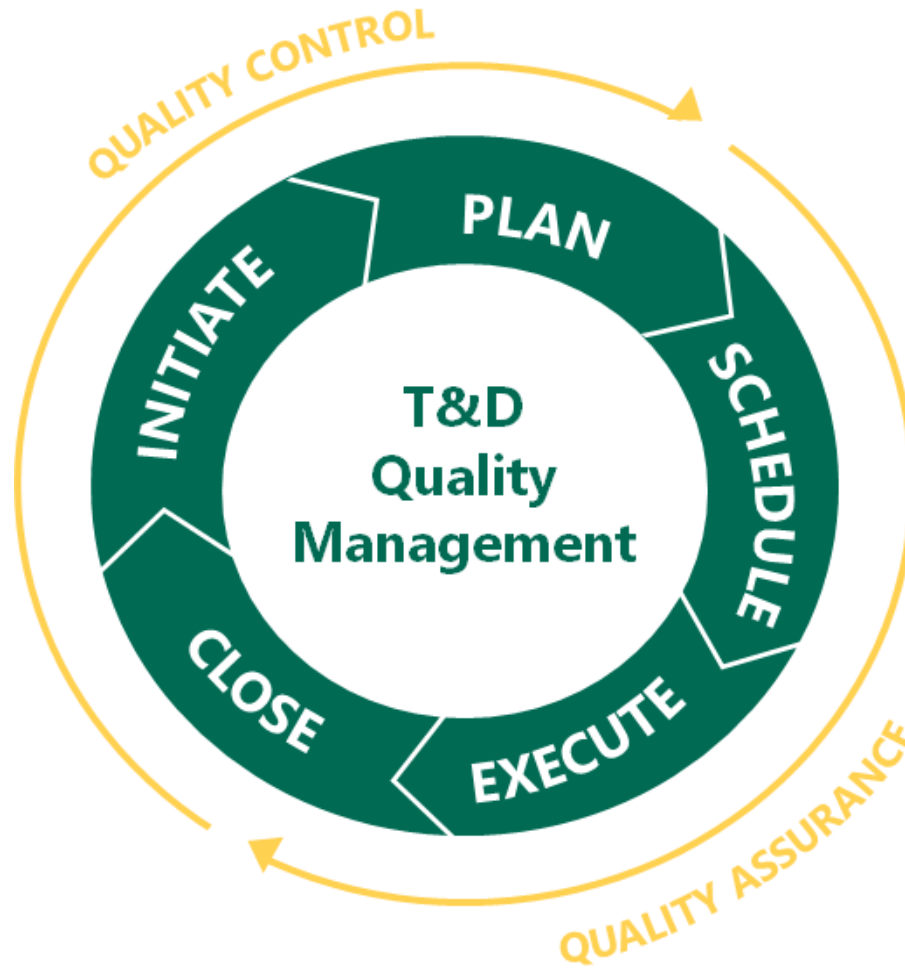 QUALITY CONTROL
PLAN
INITIATE
SCHEDULE
T&D
Quality
Management
CLOSE
EXECUTE
QUALITY ASSURANCE